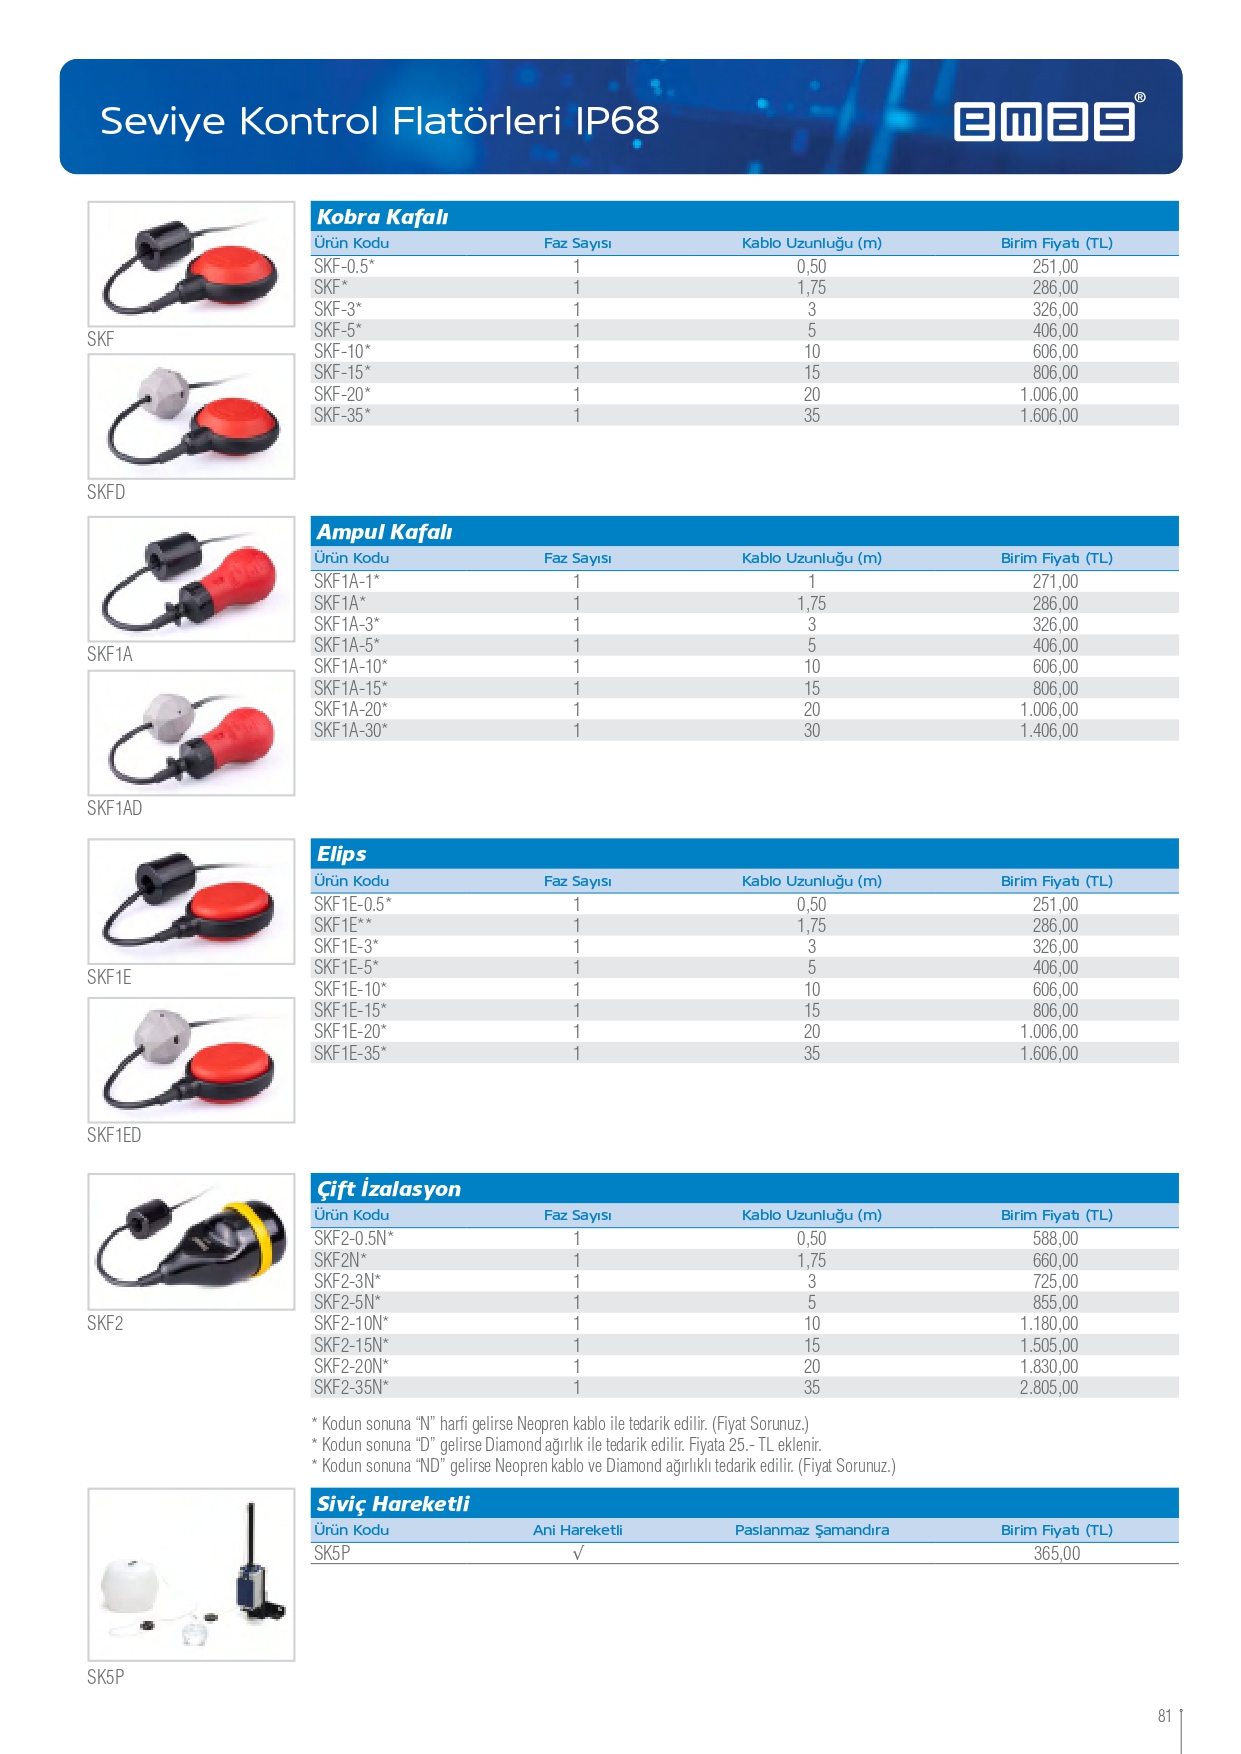 Seviye Kontrol Flatörleri IP68
emas®
Kobra Kafalı
Ürün Kodu Faz Sayısı Kablo Uzunluğu (m) Birim Fiyatı (TL)
SKF-0.5* 1 0,50 251,00
SKF* 1 1,75 286,00
SKF-3* 1 3 326,00
SKF-5* 1 5 406,00
SKF-10* 1 10 606,00
SKF-15* 1 15 806,00
SKF-20* 1 20 1.006,00
SKF-35* 1 35 1.606,00
SKF
SKFD
Ampul Kafalı
Ürün Kodu Faz Sayısı Kablo Uzunluğu (m) Birim Fiyatı (TL)
SKF1A-1* 1 1 271,00
SKF1A* 1 1,75 286,00
SKF1A-3* 1 3 326,00
SKF1A-5* 1 5 406,00
SKF1A-10* 1 10 606,00
SKF1A-15* 1 15 806,00
SKF1A-20* 1 20 1.006,00
SKF1A-30* 1 30 1.406,00
SKF1A
SKF1AD
Elips
Ürün Kodu Faz Sayısı Kablo Uzunluğu (m) Birim Fiyatı (TL)
SKF1E-0.5* 1 0,50 251,00
SKF1E** 1 1,75 286,00
SKF1E-3* 1 3 326,00
SKF1E-5* 1 5 406,00
SKF1E-10* 1 10 606,00
SKF1E-15* 1 15 806,00
SKF1E-20* 1 20 1.006,00
SKF1E-35* 1 35 1.606,00
SKF1E
SKF1ED
Çift İzalasyon
Ürün Kodu Faz Sayısı Kablo Uzunluğu (m) Birim Fiyatı (TL)
SKF2-0.5N* 1 0,50 588,00
SKF2N* 1 1,75 660,00
SKF2-3N* 1 3 725,00
SKF2-5N* 1 5 855,00
SKF2-10N* 1 10 1.180,00
SKF2-15N* 1 15 1.505,00
SKF2-20N* 1 20 1.830,00
SKF2-35N* 1 35 2.805,00
SKF2
* Kodun sonuna “N” harfi gelirse Neopren kablo ile tedarik edilir. (Fiyat Sorunuz.)
* Kodun sonuna “D” gelirse Diamond ağırlık ile tedarik edilir. Fiyata 25.- TL eklenir.
* Kodun sonuna “ND” gelirse Neopren kablo ve Diamond ağırlıklı tedarik edilir. (Fiyat Sorunuz.)
Siviç Hareketli
Ürün Kodu Ani Hareketli Paslanmaz Şamandıra Birim Fiyatı (TL)
SK5P √ 365,00
SK5P
81